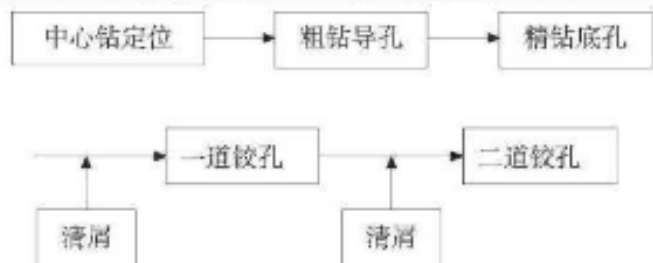 中心钻定位
粗钻导孔
精钻底孔
一道铰孔
二道铰孔
清屑
清屑